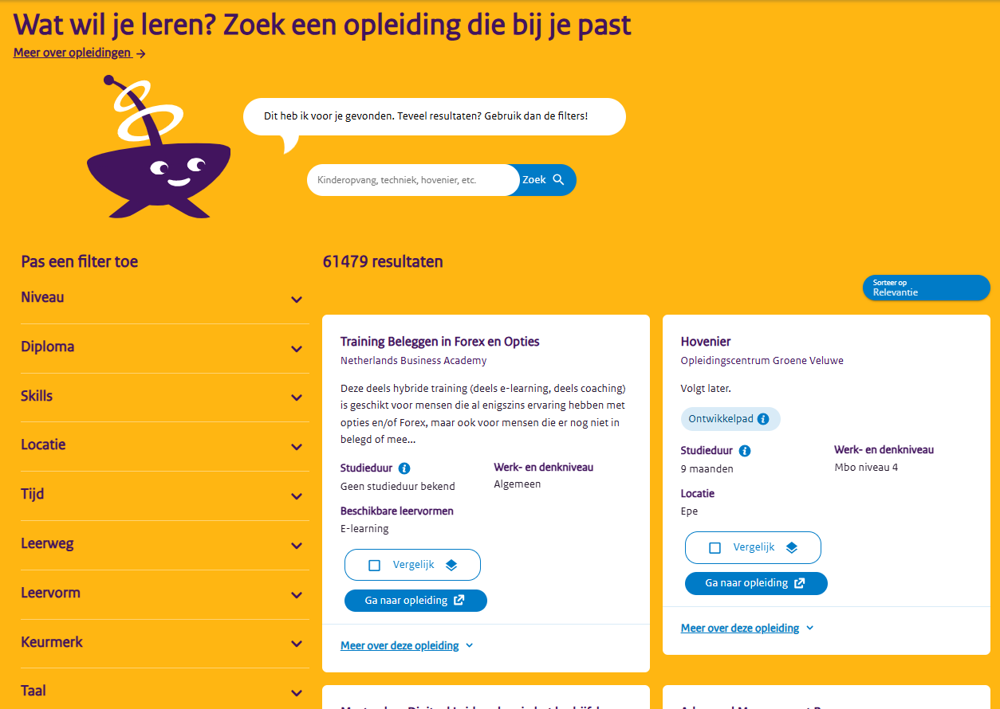 Wat wil je leren? Zoek een opleiding die bij je past
Meer over opleidingen
Dit heb ik voor je gevonden. Teveel resultaten? Gebruik dan de filters!
Kinderopvang, techniek, hovenier, etc.
Zoek
Pas een filter toe
Niveau
Diploma
Skills
Locatie
Tijd
Leerweg
Leervorm
Keurmerk
Taal
61479 resultaten
Sorteer op
Relevantie
Training Beleggen in Forex en Opties
Netherlands Business Academy
Deze deels hybride training (deels e-learning, deels coaching)
is geschikt voor mensen die al enigszins ervaring hebben met
opties en/of Forex, maar ook voor mensen die er nog niet in
belegd of mee...
Studieduur
Geen studieduur bekend
Werk- en denkniveau
Algemeen
Beschikbare leervormen
E-learning
Vergelijk
Ga naar opleiding
Meer over deze opleiding
Hovenier
Opleidingscentrum Groene Veluwe
Volgt later.
Ontwikkelpad
Studieduur
9 maanden
Werk- en denkniveau
Mbo niveau 4
Locatie
Epe
Vergelijk
Ga naar opleiding
Meer over deze opleiding